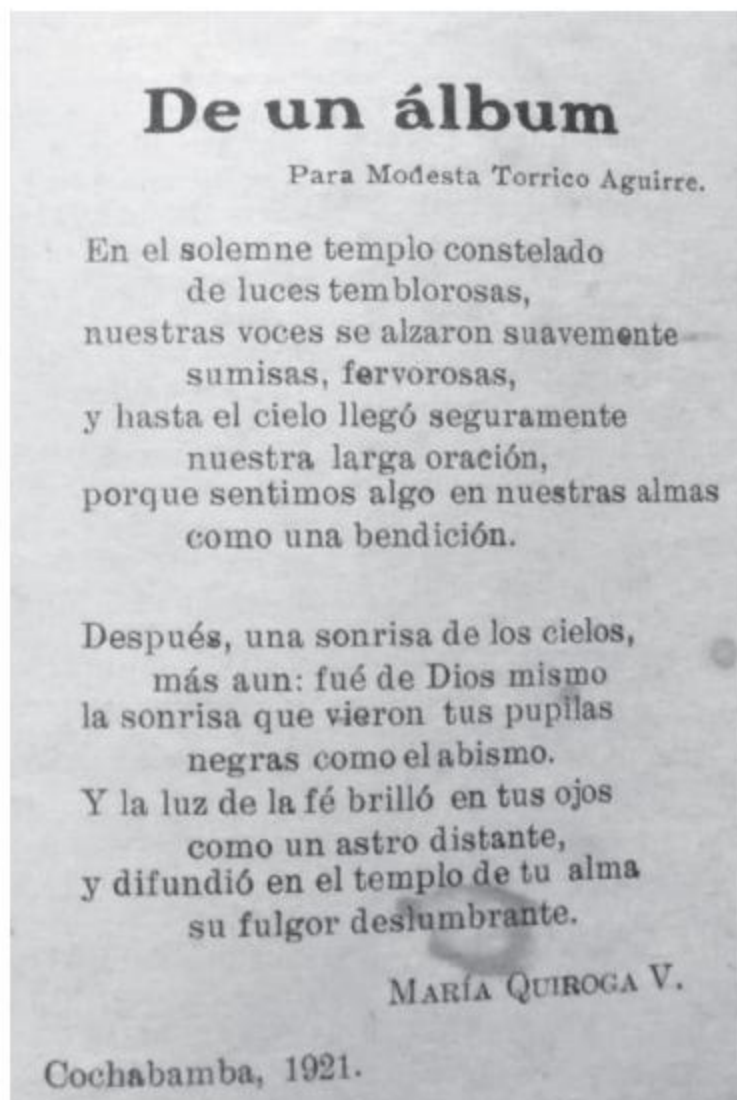 De un álbum
Para Modesta Torrico Aguirre.
En el solemne templo constelado
de luces temblorosas,
nuestras voces se alzaron suavemente
sumisas, fervorosas,
y hasta el cielo llegó seguramente
nuestra larga oración,
porque sentimos algo en nuestras almas
como una bendición.
Después, una sonrisa de los cielos,
más aun: fué de Dios mismo
la sonrisa que vieron tus pupilas
negras como el abismo.
Y la luz de la fé brilló en tus ojos
como un astro distante,
y difundió en el templo de tu alma
su fulgor deslumbrante.
MARÍA QUIROGA V.
Cochabamba, 1921.